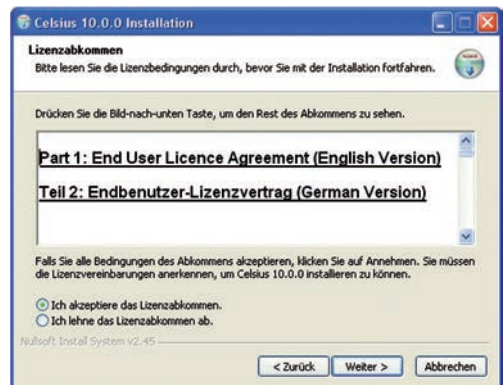 Celsius 10.0.0 Installation
Lizenzabkommen
Bitte lesen Sie die Lizenzbedingungen durch, bevor Sie mit der Installation fortfahren.
Drücken Sie die Bild-nach-unten Taste, um den Rest des Abkommens zu sehen.
Part 1: End User Licence Agreement (English Version)
Teil 2: Endbenutzer-Lizenzvertrag (German Version)
Falls Sie alle Bedingungen des Abkommens akzeptieren, klicken Sie auf Annehmen. Sie müssen
die Lizenzvereinbarungen anerkennen, um Celsius 10.0.0 installieren zu können.
Ich akzeptiere das Lizenzabkommen.
Ich lehne das Lizenzabkommen ab.
Nullsoft Install System v2.45
< Zurück Weiter > Abbrechen